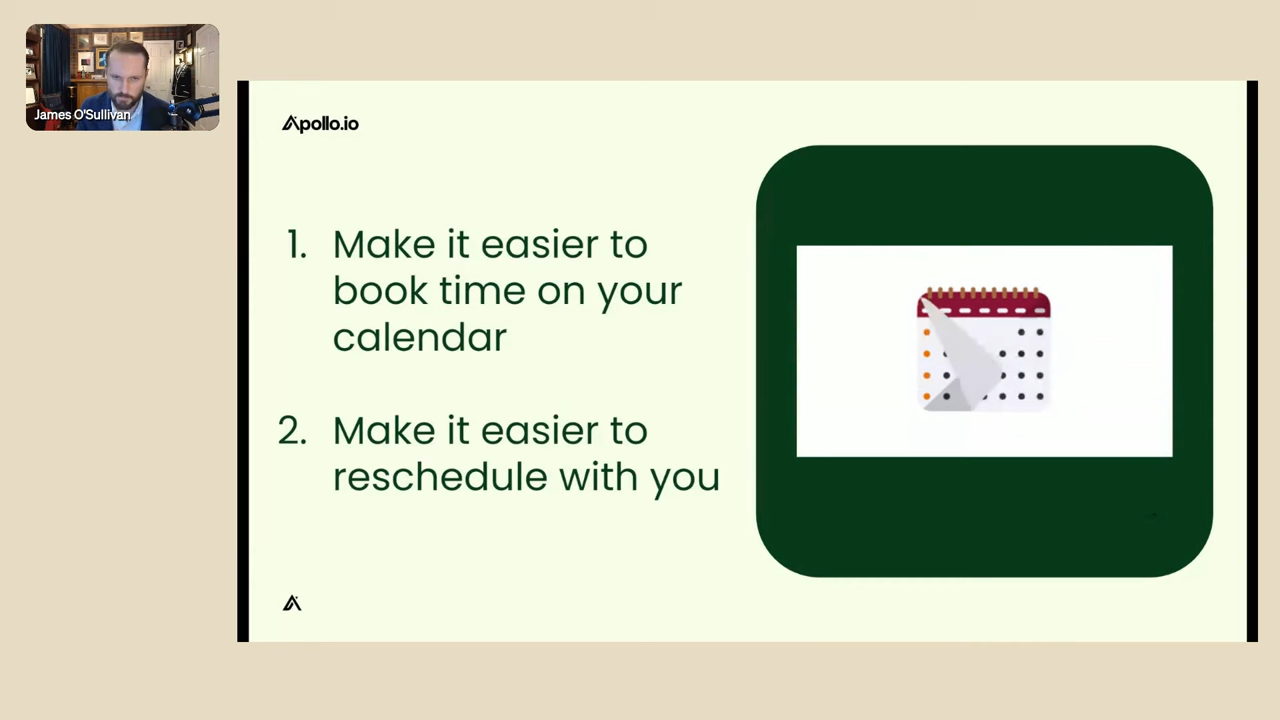 James O'Sullivan
Apollo.io
1. Make it easier to
book time on your
calendar
2. Make it easier to
reschedule with you